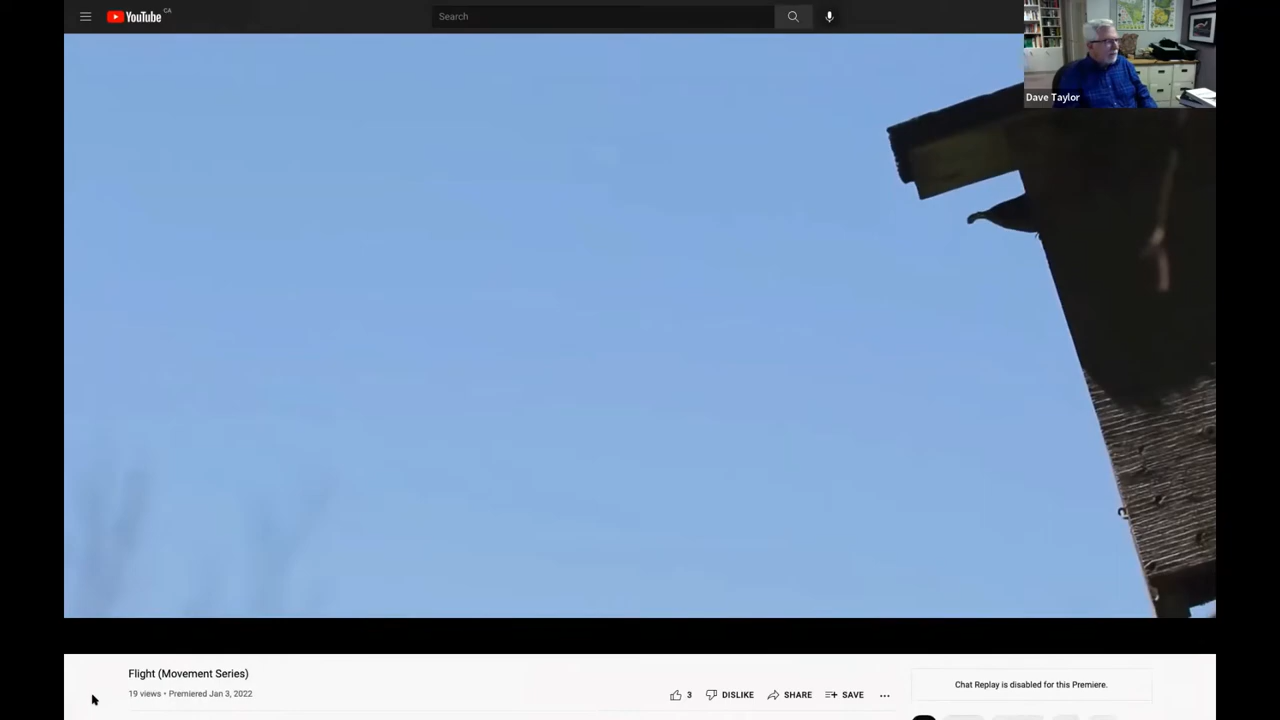 YouTube CA
Search
Dave Taylor
Flight (Movement Series)
19 views • Premiered Jan 3, 2022
3 DISLIKE SHARE SAVE ...
Chat Replay is disabled for this Premiere.